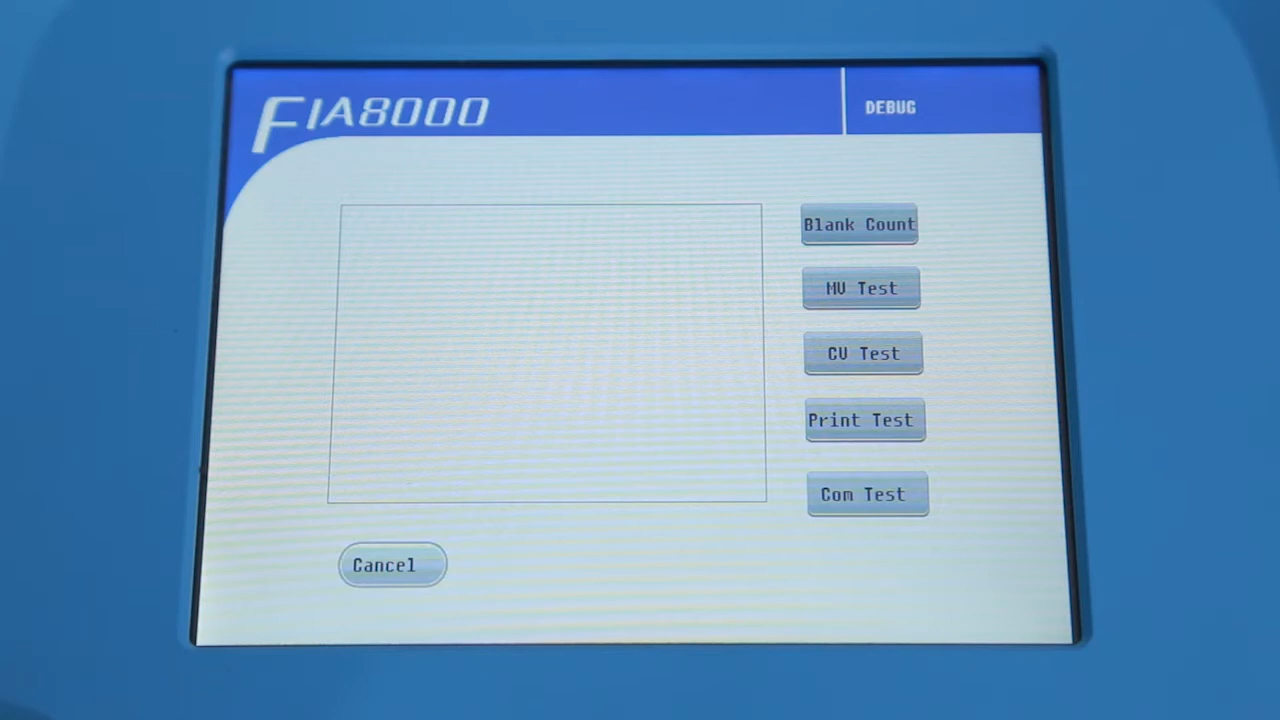 FIA8000
DEBUG
Blank Count
MV Test
CV Test
Print Test
Com Test
Cancel